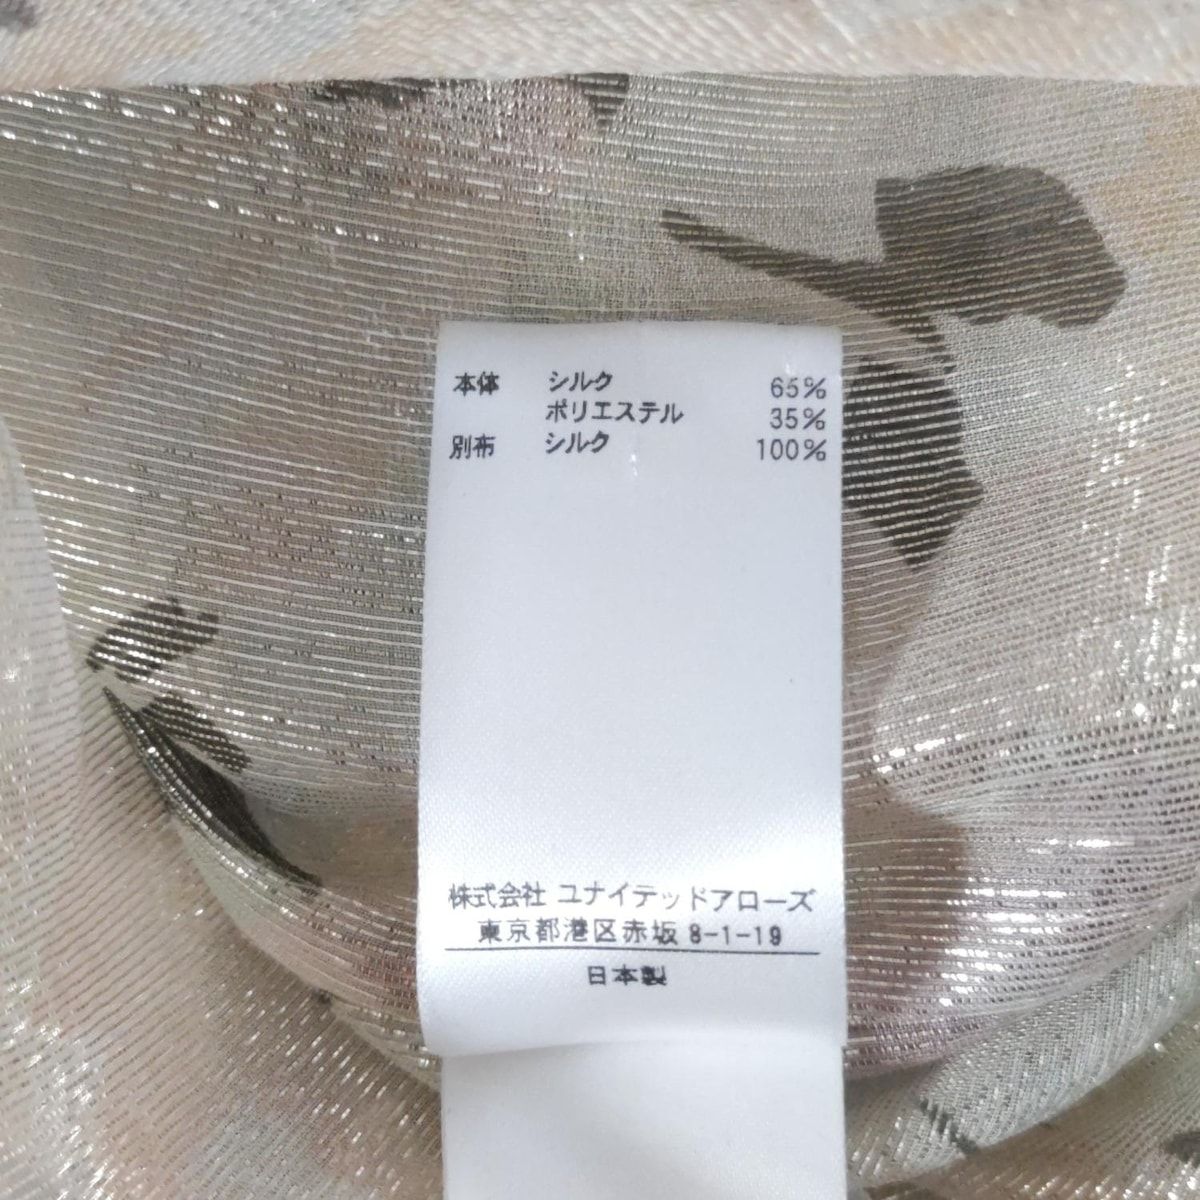 本体 シルク 65%
ポリエステル 35%
別布 シルク 100%
株式会社 ユナイテッドアローズ
東京都港区赤坂 8-1-19
日本製